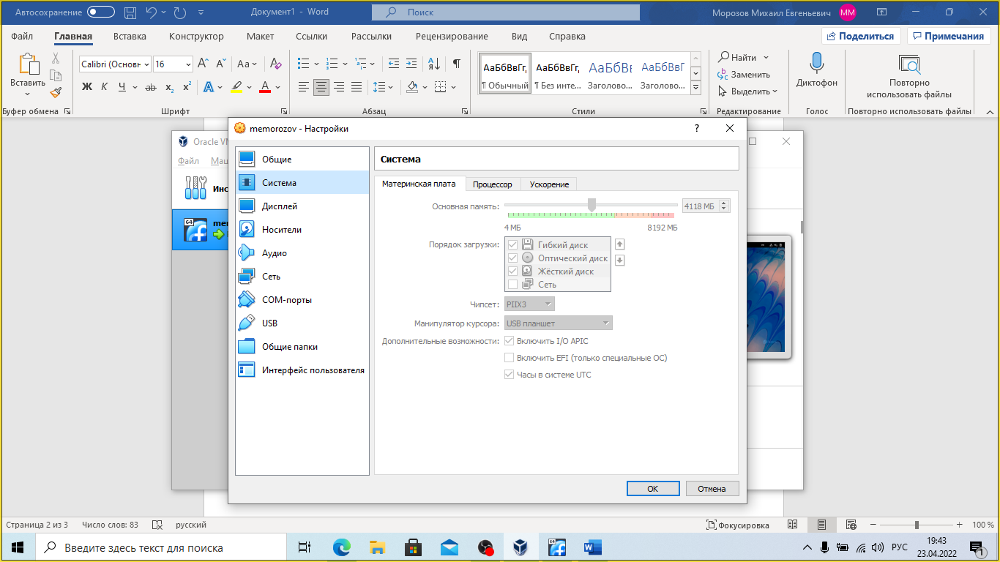 Автосохранение
Документ1 - Word
Поиск
Морозов Михаил Евгеньевич
ММ
Файл Главная Вставка Конструктор Макет Ссылки Рассылки Рецензирование Вид Справка
Поделиться
Примечания
Вставить
Calibri (Основн
16
Аа
Ж К Ч ab x₂ x²
А
АаБбВвГг,
¶ Обычный
АаБбВвГг,
¶ Без инте...
АаБбВı
Заголово...
АаБбВвГ
Заголово...
Найти
Заменить
Выделить
Диктофон
Повторно
использовать файлы
Буфер обмена
Шрифт
Абзац
Стили
Редактирование
Голос
Повторно использовать файлы
Oracle VM
Файл
Маш
Инс
64
mem
memorozov - Настройки
?
Общие
Система
Дисплей
Носители
Аудио
Сеть
COM-порты
USB
Общие папки
Интерфейс пользователя
Система
Материнская плата
Процессор
Ускорение
Основная память:
4118 МБ
4 МБ
8192 МБ
Порядок загрузки:
Гибкий диск
Оптический диск
Жёсткий диск
Сеть
Чипсет:
PIIX3
Манипулятор курсора:
USB планшет
Дополнительные возможности:
Включить I/O APIC
Включить EFI (только специальные ОС)
Часы в системе UTC
OK
Отмена
Страница 2 из 3
Число слов: 83
русский
Фокусировка
100 %
Введите здесь текст для поиска
РУС
19:43
23.04.2022
1